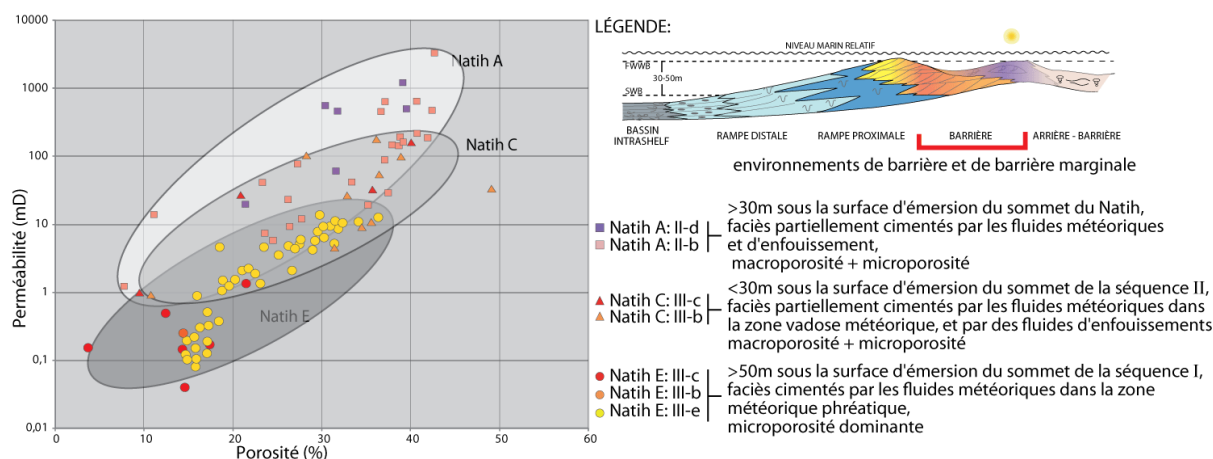 10000
1000
100
10
1
0,1
0,01
Perméabilité (mD)
0
10
20
30
40
50
60
Porosité (%)
Natih A
Natih C
Natih E
LÉGENDE:
NIVEAU MARIN RELATIF
FWWB
30-50m
SWB
BASSIN
INTRASHELF
RAMPE DISTALE
RAMPE PROXIMALE
BARRIÈRE
ARRIÈRE - BARRIÈRE
environnements de barrière et de barrière marginale
Natih A: II-d
Natih A: II-b
>30m sous la surface d'émersion du sommet du Natih,
faciès partiellement cimentés par les fluides météoriques
et d'enfouissement,
macroporosité + microporosité
Natih C: III-c
Natih C: III-b
<30m sous la surface d'émersion du sommet de la séquence II,
faciès partiellement cimentés par les fluides météoriques dans
la zone vadose météorique, et par des fluides d'enfouissements
macroporosité + microporosité
Natih E: III-c
Natih E: III-b
Natih E: III-e
>50m sous la surface d'émersion du sommet de la séquence I,
faciès cimentés par les fluides météoriques dans la zone
météorique phréatique,
microporosité dominante